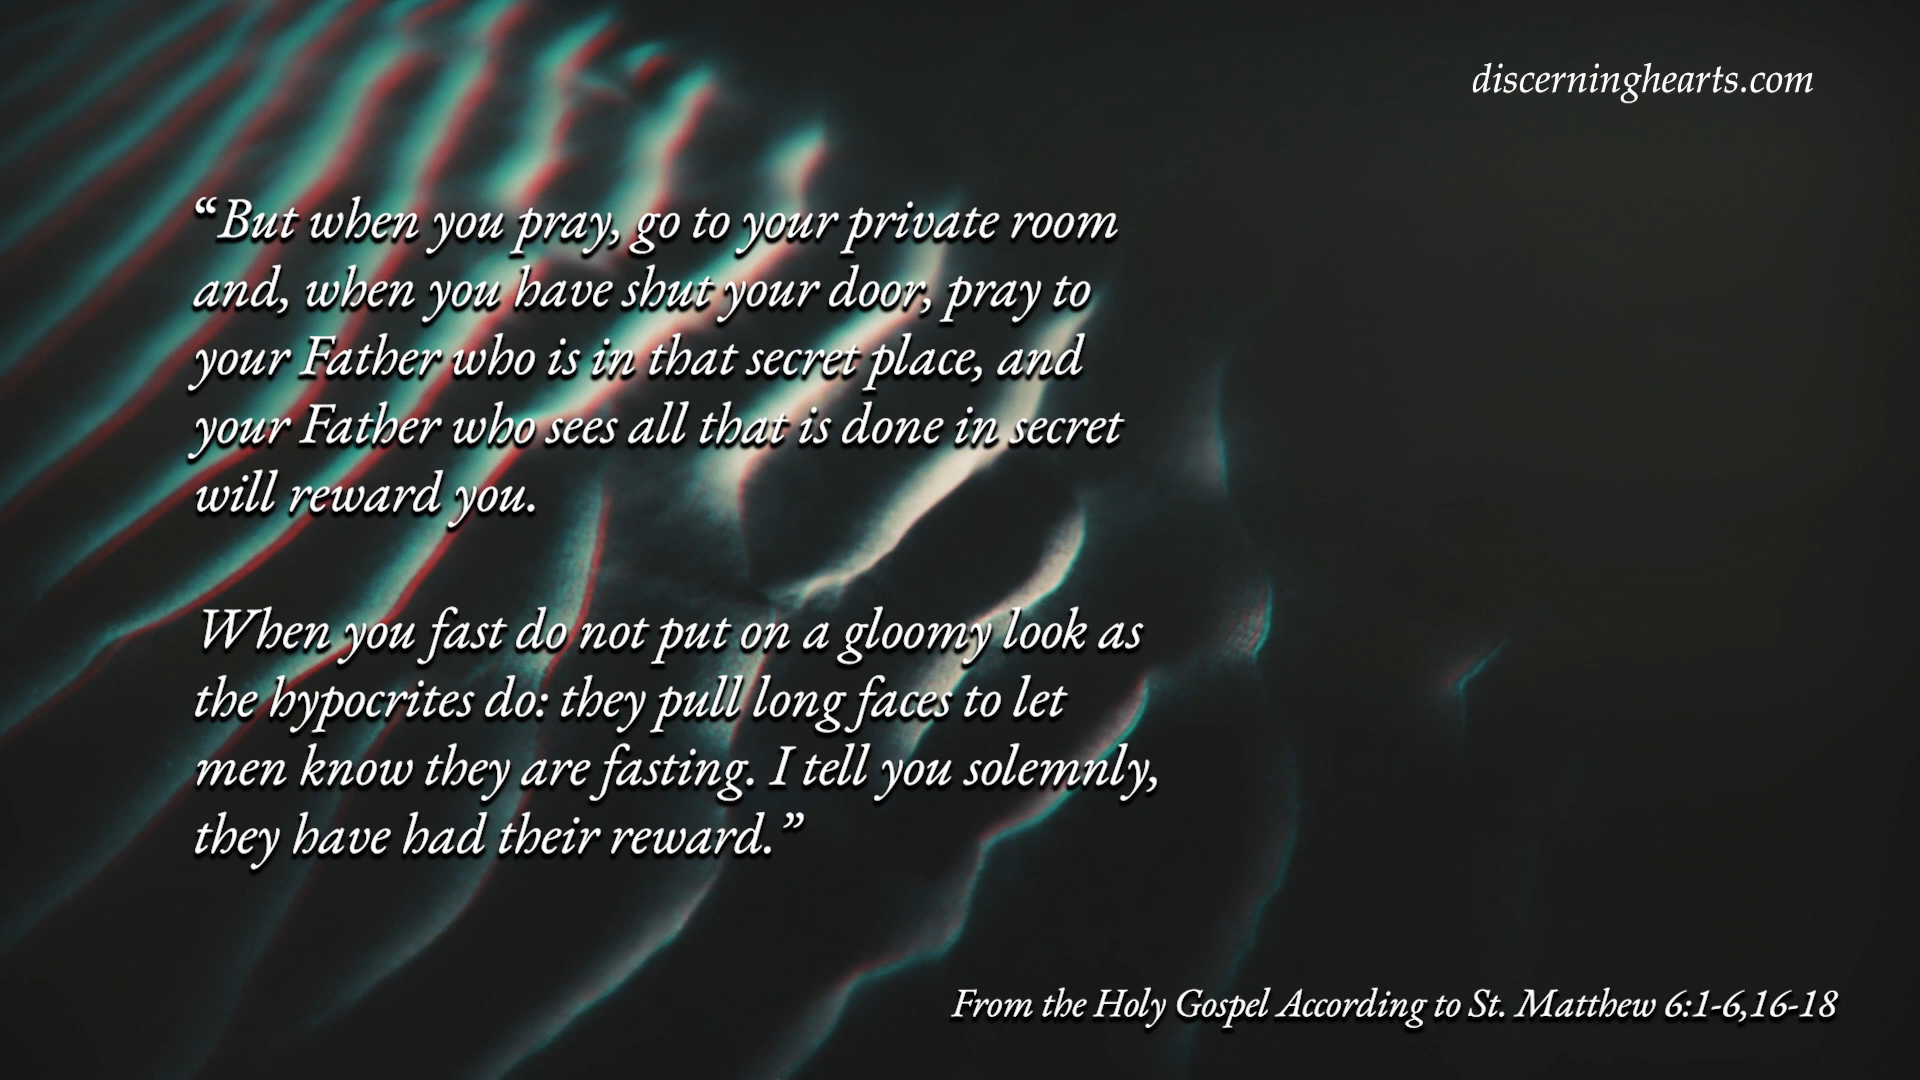 discerninghearts.com
“But when you pray, go to your private room
and, when you have shut your door, pray to
your Father who is in that secret place, and
your Father who sees all that is done in secret
will reward you.
When you fast do not put on a gloomy look as
the hypocrites do: they pull long faces to let
men know they are fasting. I tell you solemnly,
they have had their reward.”
From the Holy Gospel According to St. Matthew 6:1-6,16-18